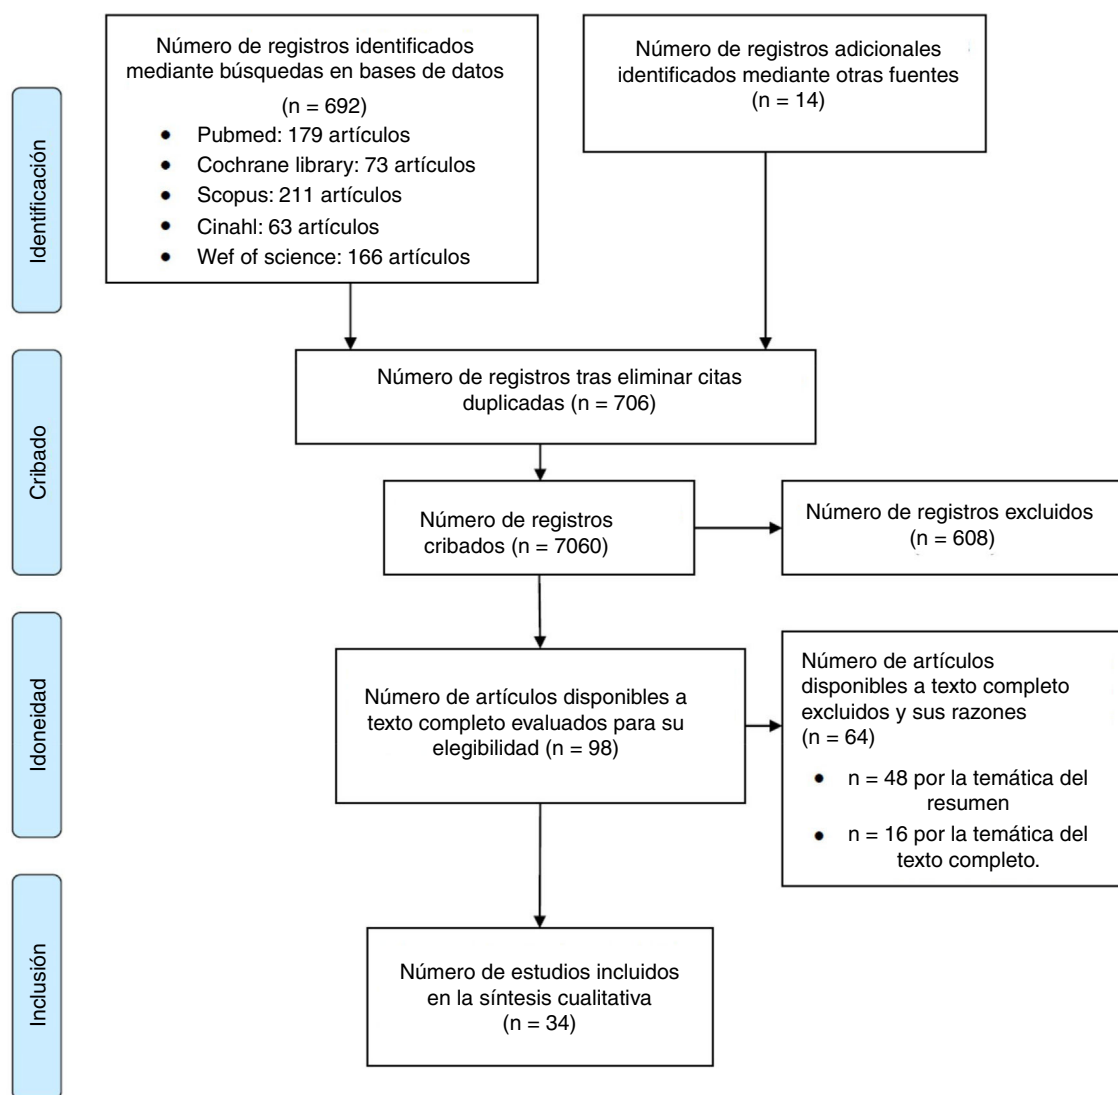 Número de registros identificados
mediante búsquedas en bases de datos
(n = 692)
• Pubmed: 179 artículos
• Cochrane library: 73 artículos
• Scopus: 211 artículos
• Cinahl: 63 artículos
• Wef of science: 166 artículos
Número de registros adicionales
identificados mediante otras fuentes
(n = 14)
Identificación
Número de registros tras eliminar citas
duplicadas (n = 706)
Cribado
Número de registros
cribados (n = 7060)
Número de registros excluidos
(n = 608)
Idoneidad
Número de artículos disponibles a
texto completo evaluados para su
elegibilidad (n = 98)
Número de artículos
disponibles a texto completo
excluidos y sus razones
(n = 64)
• n = 48 por la temática del
resumen
• n = 16 por la temática del
texto completo.
Inclusión
Número de estudios incluidos
en la síntesis cualitativa
(n = 34)